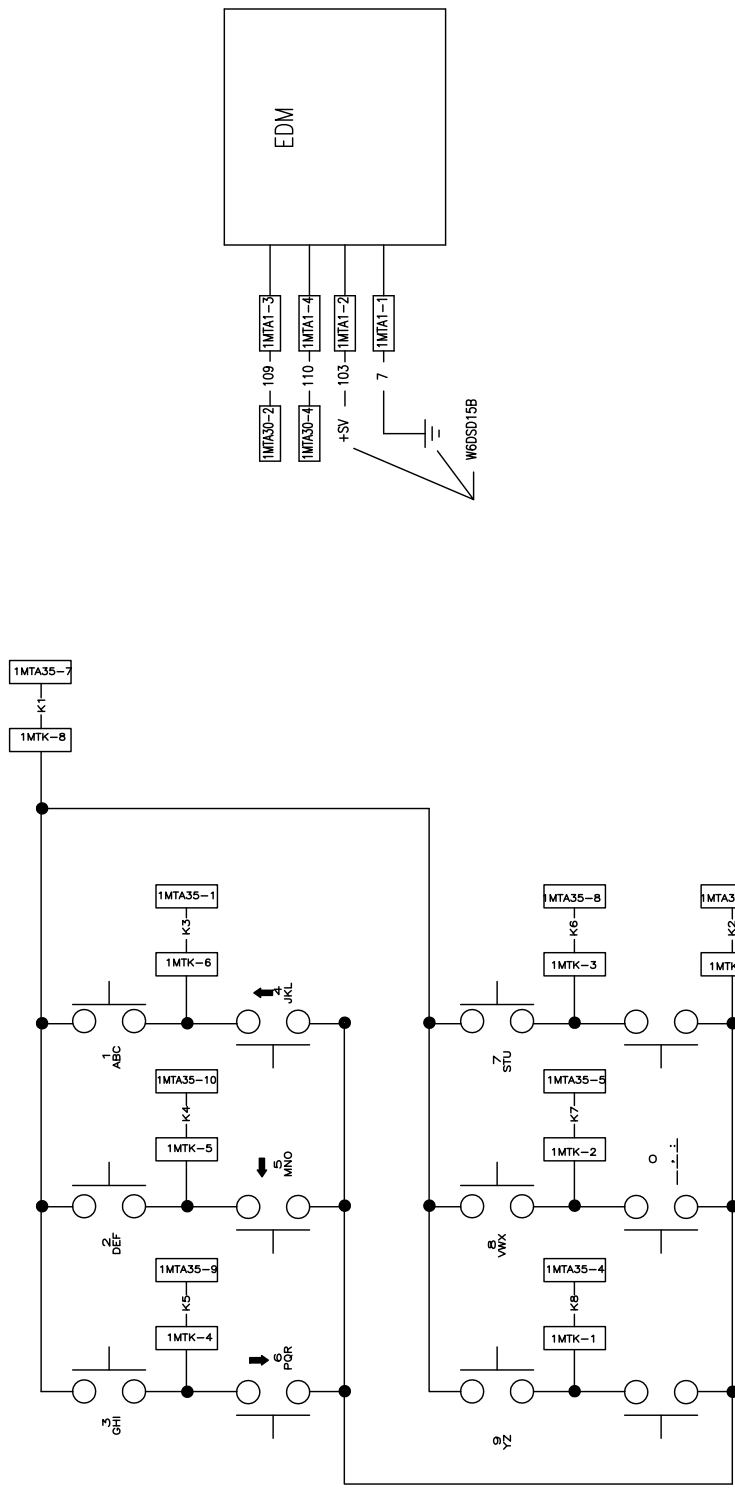 EDM
1MTA30-2
109
1MTA1-3
1MTA30-4
110
1MTA1-4
+SV
103
1MTA1-2
7
1MTA1-1
W6DSD15B
1MTA35-7
K1
1MTK-8
1MTA35-1
K3
1MTK-6
1
ABC
4
JKL
1MTA35-10
K4
1MTK-5
2
DEF
5
MNO
1MTA35-9
K5
1MTK-4
3
GHI
6
PQR
1MTA35-8
K6
1MTK-3
7
STU
1MTA35-5
K7
1MTK-2
8
VWX
0
1MTA35-4
K8
1MTK-1
9
YZ
1MTA3
K2
1MTK